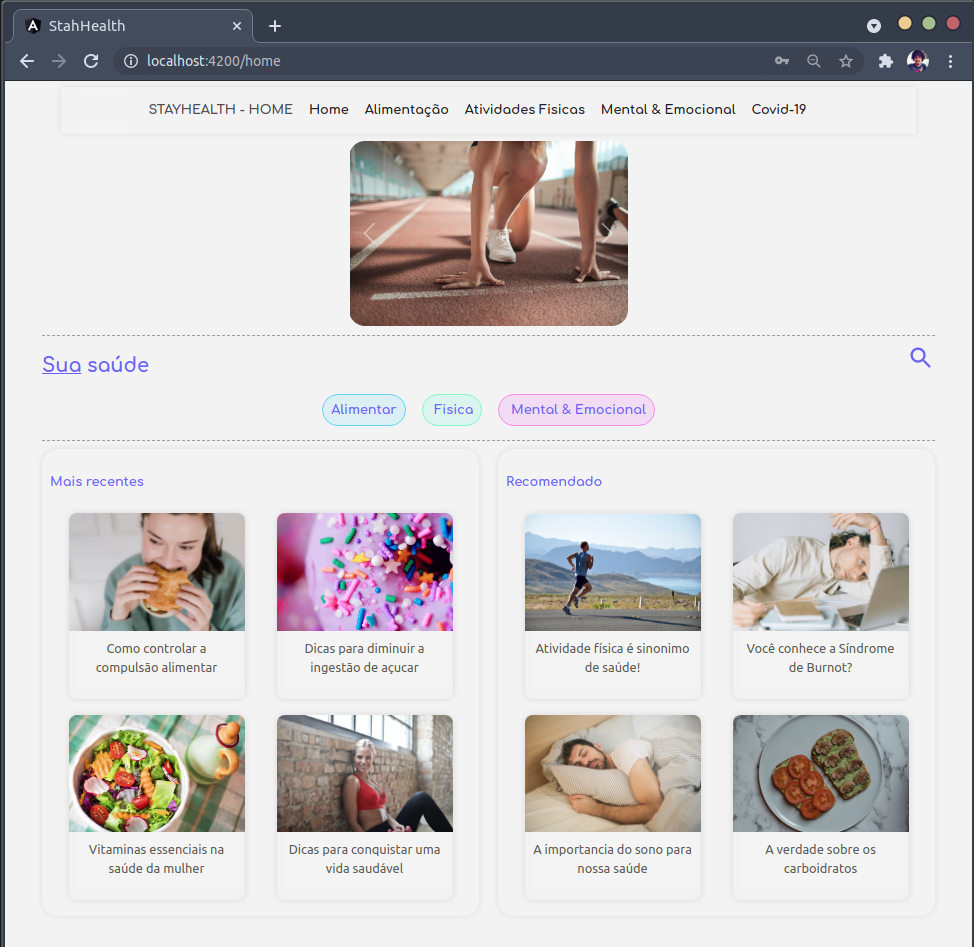 StahHealth
localhost:4200/home
STAYHEALTH - HOME Home Alimentação Atividades Fisicas Mental & Emocional Covid-19
Sua saúde
Alimentar Fisica Mental & Emocional
Mais recentes
Como controlar a
compulsão alimentar
Dicas para diminuir a
ingestão de açucar
Vitaminas essenciais na
saúde da mulher
Dicas para conquistar uma
vida saudável
Recomendado
Atividade física é sinonimo
de saúde!
Você conhece a Síndrome
de Burnot?
A importancia do sono para
nossa saúde
A verdade sobre os
carboidratos